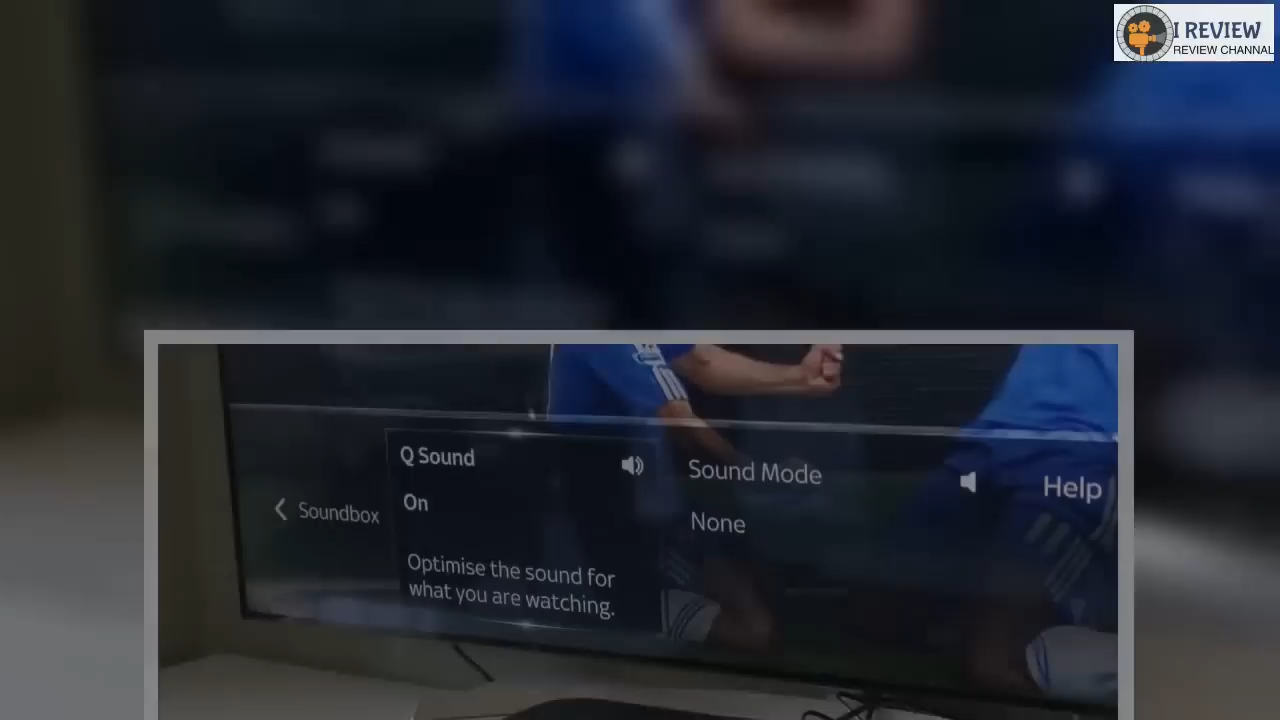 I REVIEW
REVIEW CHANNAL
Q Sound
Sound Mode
Help
On
Soundbox
None
Optimise the sound for
what you are watching.